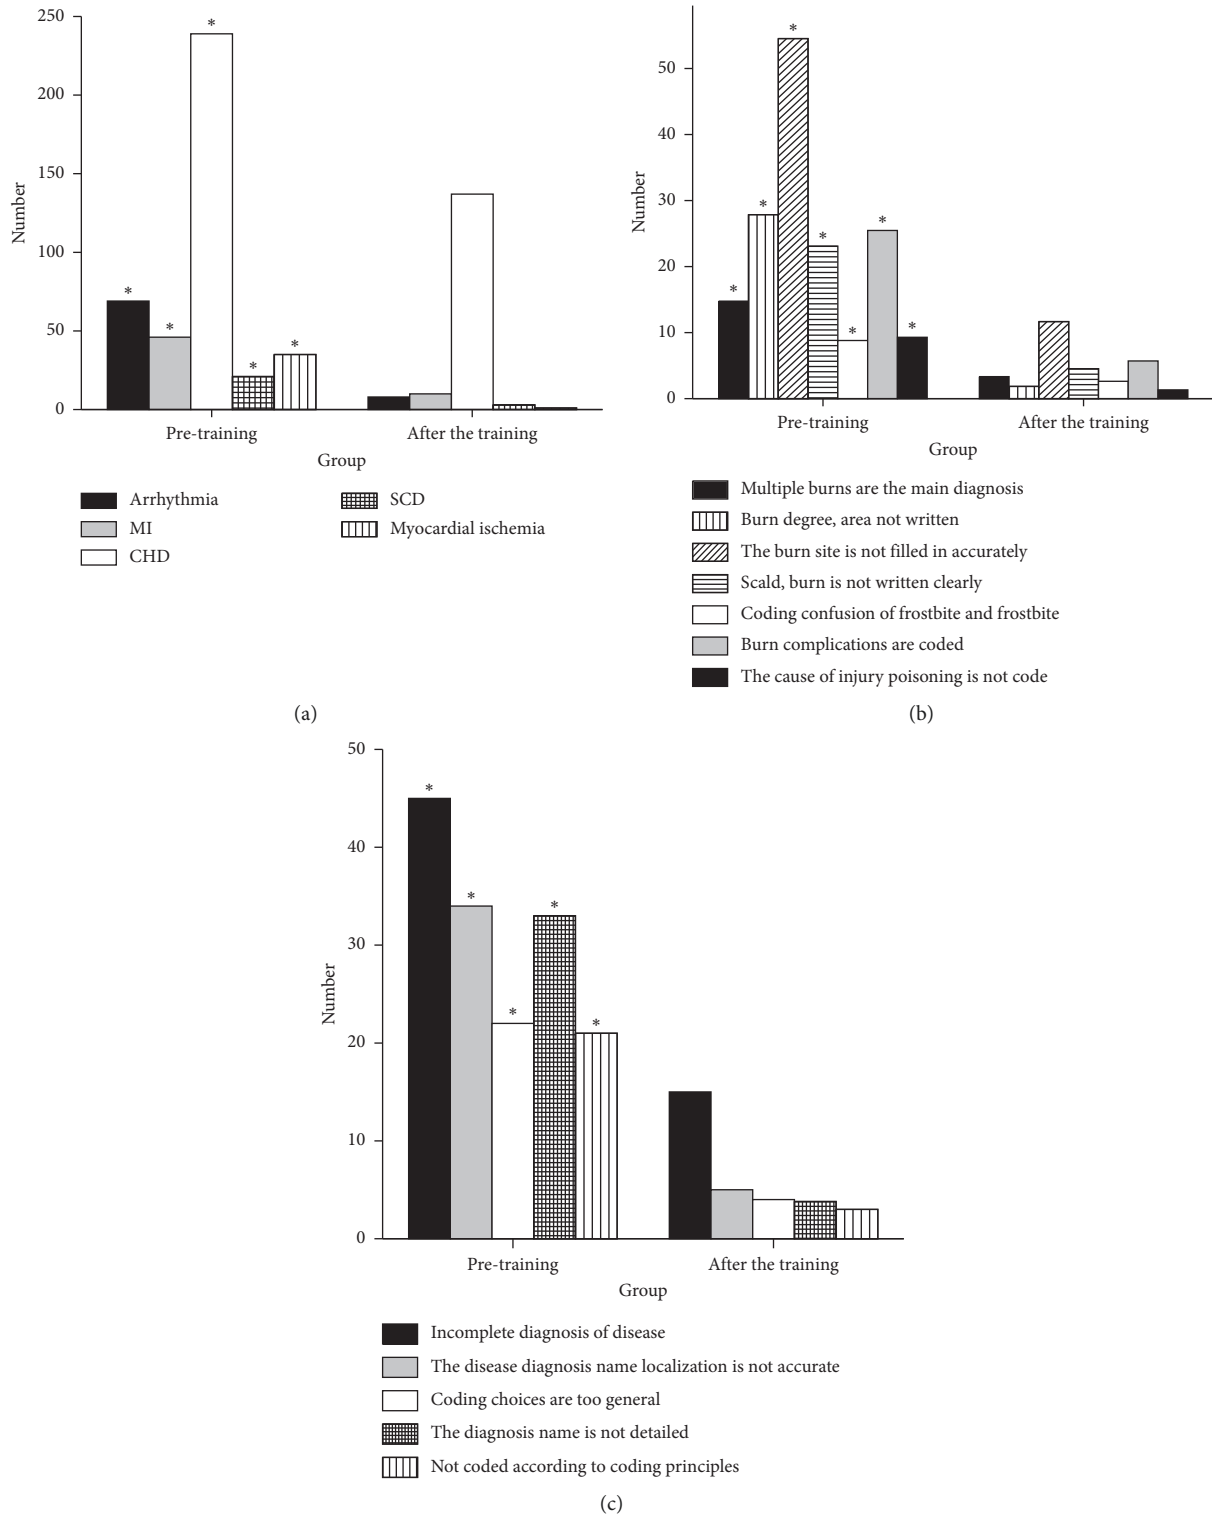 250
200
150
100
50
0
Number
*
*
*
*
*
Pre-training
After the training
Group
Arrhythmia
MI
CHD
SCD
Myocardial ischemia
(a)
50
40
30
20
10
0
Number
*
*
*
*
*
*
*
Pre-training
After the training
Group
Multiple burns are the main diagnosis
Burn degree, area not written
The burn site is not filled in accurately
Scald, burn is not written clearly
Coding confusion of frostbite and frostbite
Burn complications are coded
The cause of injury poisoning is not code
(b)
50
40
30
20
10
0
Number
*
*
*
*
*
Pre-training
After the training
Group
Incomplete diagnosis of disease
The disease diagnosis name localization is not accurate
Coding choices are too general
The diagnosis name is not detailed
Not coded according to coding principles
(c)